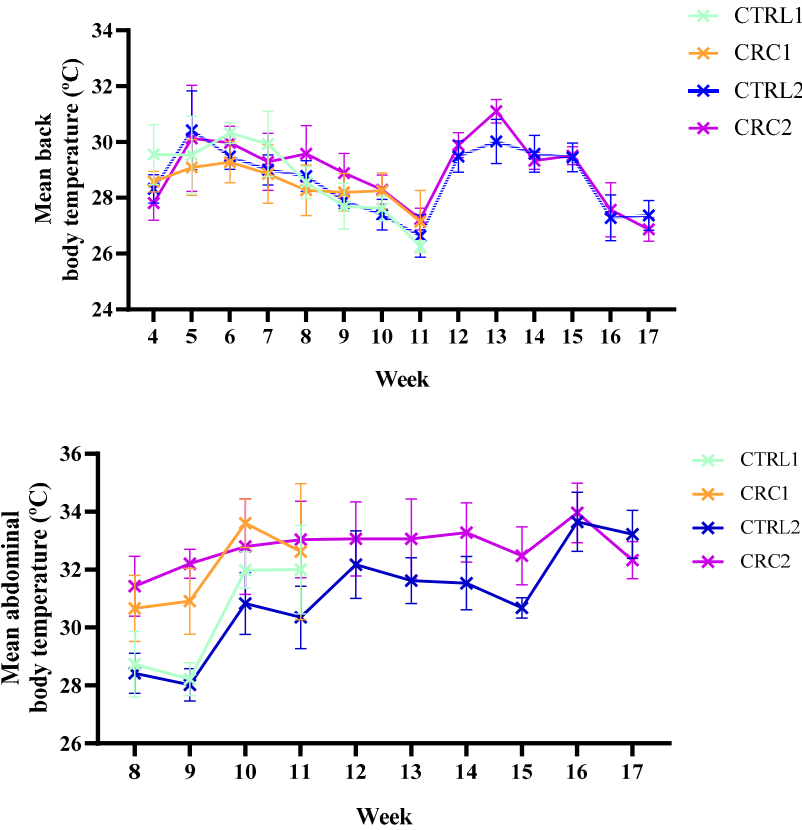 CTRL1
CRC1
CTRL2
CRC2
Mean back
body temperature (ºC)
34
32
30
28
26
24
4 5 6 7 8 9 10 11 12 13 14 15 16 17
Week
CTRL1
CRC1
CTRL2
CRC2
Mean abdominal
body temperature (ºC)
36
34
32
30
28
26
8 9 10 11 12 13 14 15 16 17
Week